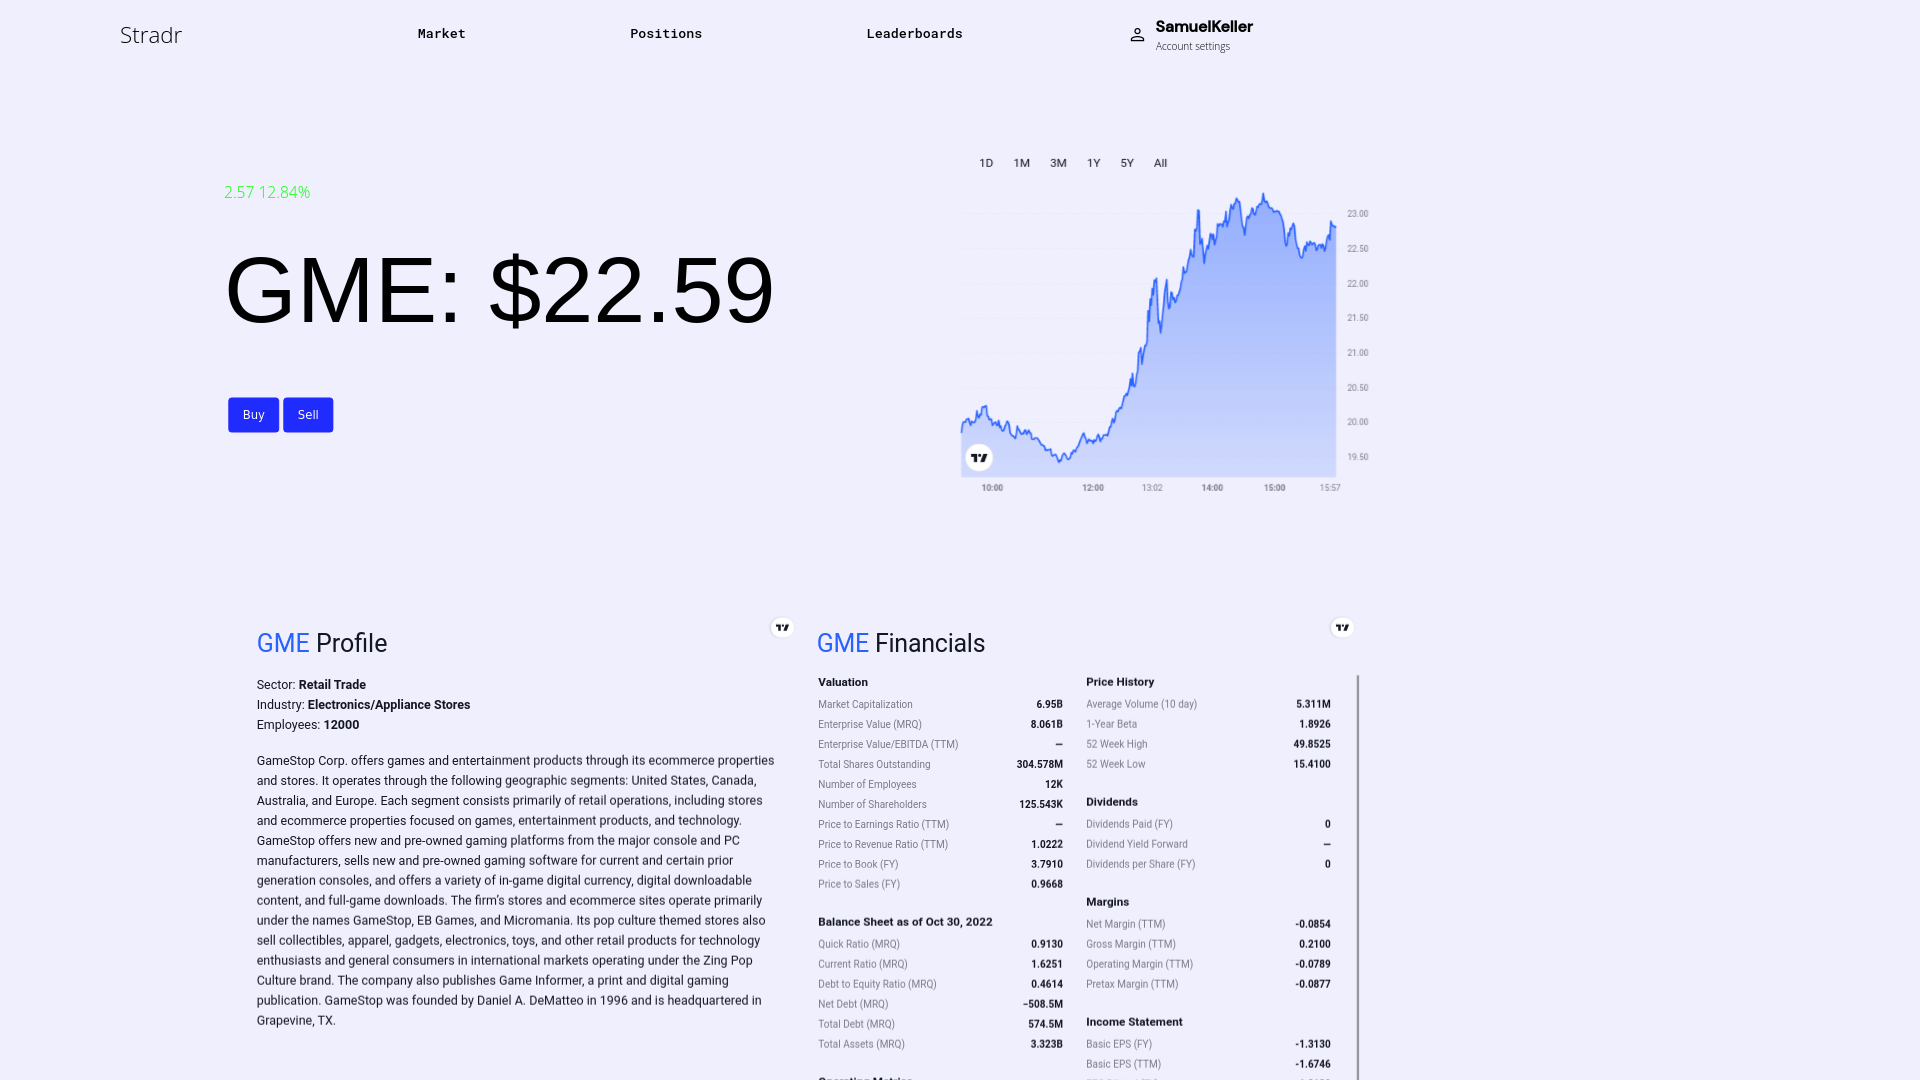 Stradr
Market
Positions
Leaderboards
SamuelKeller
Account settings
2.57 12.84%
GME: $22.59
Buy
Sell
1D 1M 3M 1Y 5Y All
23.00
22.50
22.00
21.50
21.00
20.50
20.00
19.50
10:00 12:00 13:02 14:00 15:00 15:57
GME Profile
Sector: Retail Trade
Industry: Electronics/Appliance Stores
Employees: 12000
GameStop Corp. offers games and entertainment products through its ecommerce properties
and stores. It operates through the following geographic segments: United States, Canada,
Australia, and Europe. Each segment consists primarily of retail operations, including stores
and ecommerce properties focused on games, entertainment products, and technology.
GameStop offers new and pre-owned gaming platforms from the major console and PC
manufacturers, sells new and pre-owned gaming software for current and certain prior
generation consoles, and offers a variety of in-game digital currency, digital downloadable
content, and full-game downloads. The firm's stores and ecommerce sites operate primarily
under the names GameStop, EB Games, and Micromania. Its pop culture themed stores also
sell collectibles, apparel, gadgets, electronics, toys, and other retail products for technology
enthusiasts and general consumers in international markets operating under the Zing Pop
Culture brand. The company also publishes Game Informer, a print and digital gaming
publication. GameStop was founded by Daniel A. DeMatteo in 1996 and is headquartered in
Grapevine, TX.
GME Financials
Valuation
Market Capitalization 6.95B
Enterprise Value (MRQ) 8.061B
Enterprise Value/EBITDA (TTM) —
Total Shares Outstanding 304.578M
Number of Employees 12K
Number of Shareholders 125.543K
Price to Earnings Ratio (TTM) —
Price to Revenue Ratio (TTM) 1.0222
Price to Book (FY) 3.7910
Price to Sales (FY) 0.9668
Balance Sheet as of Oct 30, 2022
Quick Ratio (MRQ) 0.9130
Current Ratio (MRQ) 1.6251
Debt to Equity Ratio (MRQ) 0.4614
Net Debt (MRQ) −508.5M
Total Debt (MRQ) 574.5M
Total Assets (MRQ) 3.323B
Operating Metrics
Price History
Average Volume (10 day) 5.311M
1-Year Beta 1.8926
52 Week High 49.8525
52 Week Low 15.4100
Dividends
Dividends Paid (FY) 0
Dividend Yield Forward —
Dividends per Share (FY) 0
Margins
Net Margin (TTM) -0.0854
Gross Margin (TTM) 0.2100
Operating Margin (TTM) -0.0789
Pretax Margin (TTM) -0.0877
Income Statement
Basic EPS (FY) -1.3130
Basic EPS (TTM) -1.6746